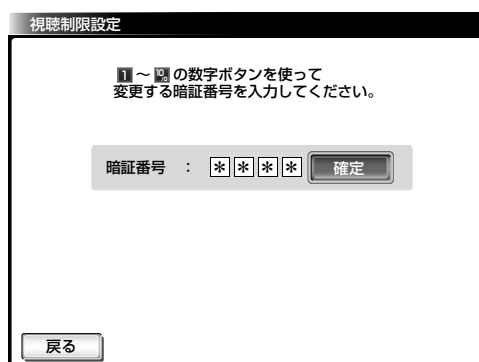 視聴制限設定
1 ～ 10/0 の数字ボタンを使って
変更する暗証番号を入力してください。
暗証番号 ： ＊ ＊ ＊ ＊ 確定
戻る